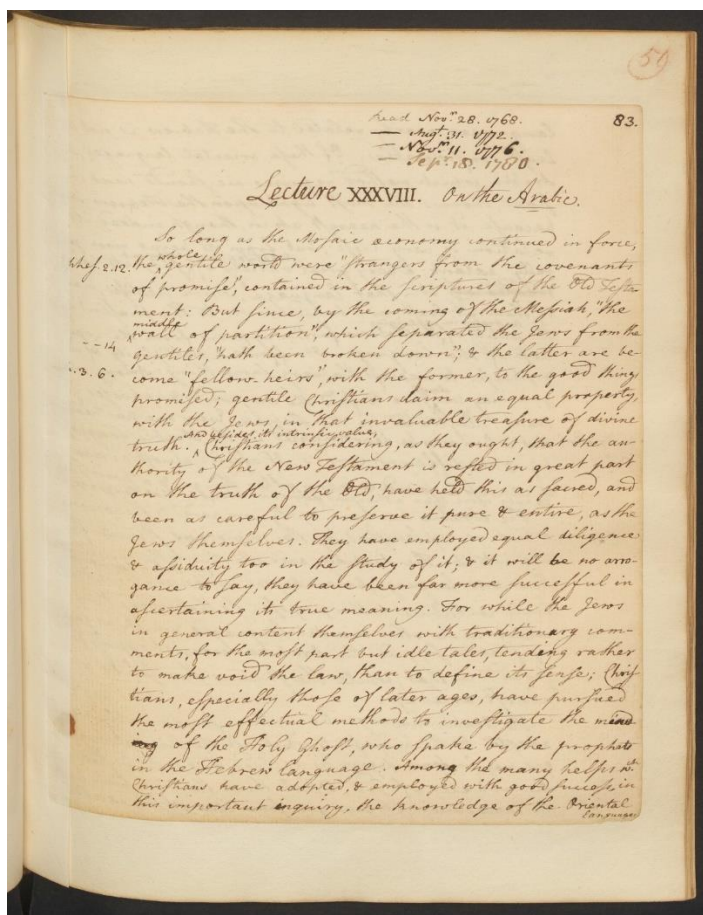 59
83.
Read Novr. 28. 1768.
— Augt. 31. 1772.
— Novr. 11. 1776.
— Sepr. 18. 1780.
Lecture XXXVIII. On the Arabic.
So long as the Mosaic œconomy continued in force,
Ephes. 2.12. the whole gentile world were "strangers from the covenants
of promise", contained in the scriptures of the Old Testa-
ment: But since, by the coming of the Messiah, "the
middle wall of partition", which separated the Jews from the
- - 14 gentiles, "hath been broken down"; & the latter are be-
. 3. 6. come "fellow-heirs", with the former, to the good things
promised; gentile Christians claim an equal property,
with the Jews, in that invaluable treasure of divine
truth. And besides its intrinsic value, Christians considering, as they ought, that the au-
thority of the New Testament is rested in great part
on the truth of the Old, have held this as sacred, and
been as careful to preserve it pure & entire, as the
Jews themselves. They have employed equal diligence
& assiduity too in the study of it; & it will be no arro-
gance to say, they have been far more successful in
ascertaining its true meaning. For while the Jews
in general content themselves with traditionary com-
ments, for the most part but idle tales, tending rather
to make void the law, than to define its sense; Chris-
tians, especially those of later ages, have pursued
the most effectual methods to investigate the mind
of the Holy Ghost, who spake by the prophets
in the Hebrew language. Among the many helps wh.
Christians have adopted, & employed with good success, in
this important inquiry, the knowledge of the Oriental
languages